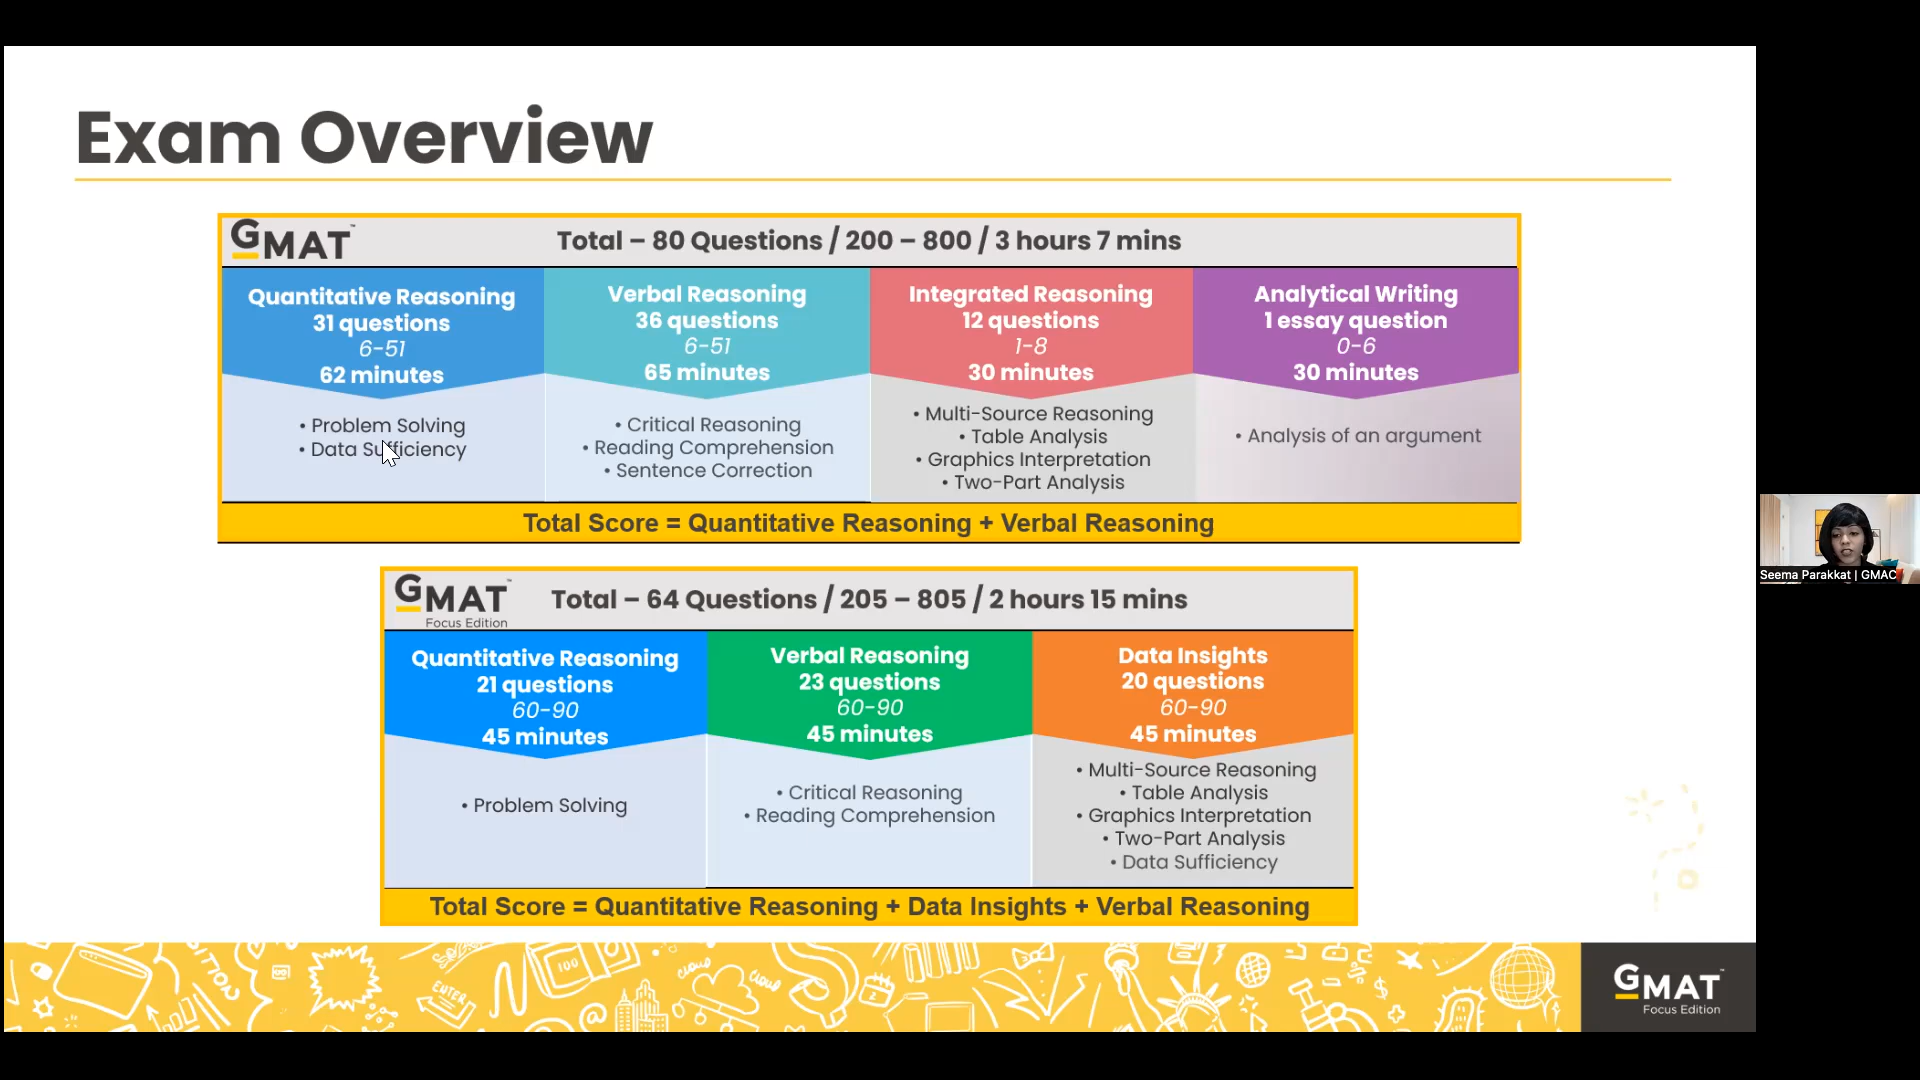 Exam Overview
GMAT™
Total – 80 Questions / 200 – 800 / 3 hours 7 mins
Quantitative Reasoning
31 questions
6-51
62 minutes
• Problem Solving
• Data Sufficiency
Verbal Reasoning
36 questions
6-51
65 minutes
• Critical Reasoning
• Reading Comprehension
• Sentence Correction
Integrated Reasoning
12 questions
1-8
30 minutes
• Multi-Source Reasoning
• Table Analysis
• Graphics Interpretation
• Two-Part Analysis
Analytical Writing
1 essay question
0-6
30 minutes
• Analysis of an argument
Total Score = Quantitative Reasoning + Verbal Reasoning
GMAT™
Focus Edition
Total – 64 Questions / 205 – 805 / 2 hours 15 mins
Quantitative Reasoning
21 questions
60-90
45 minutes
• Problem Solving
Verbal Reasoning
23 questions
60-90
45 minutes
• Critical Reasoning
• Reading Comprehension
Data Insights
20 questions
60-90
45 minutes
• Multi-Source Reasoning
• Table Analysis
• Graphics Interpretation
• Two-Part Analysis
• Data Sufficiency
Total Score = Quantitative Reasoning + Data Insights + Verbal Reasoning
Seema Parakkat | GMAC
ENTER
100
cloud
cloud
GMAT™
Focus Edition